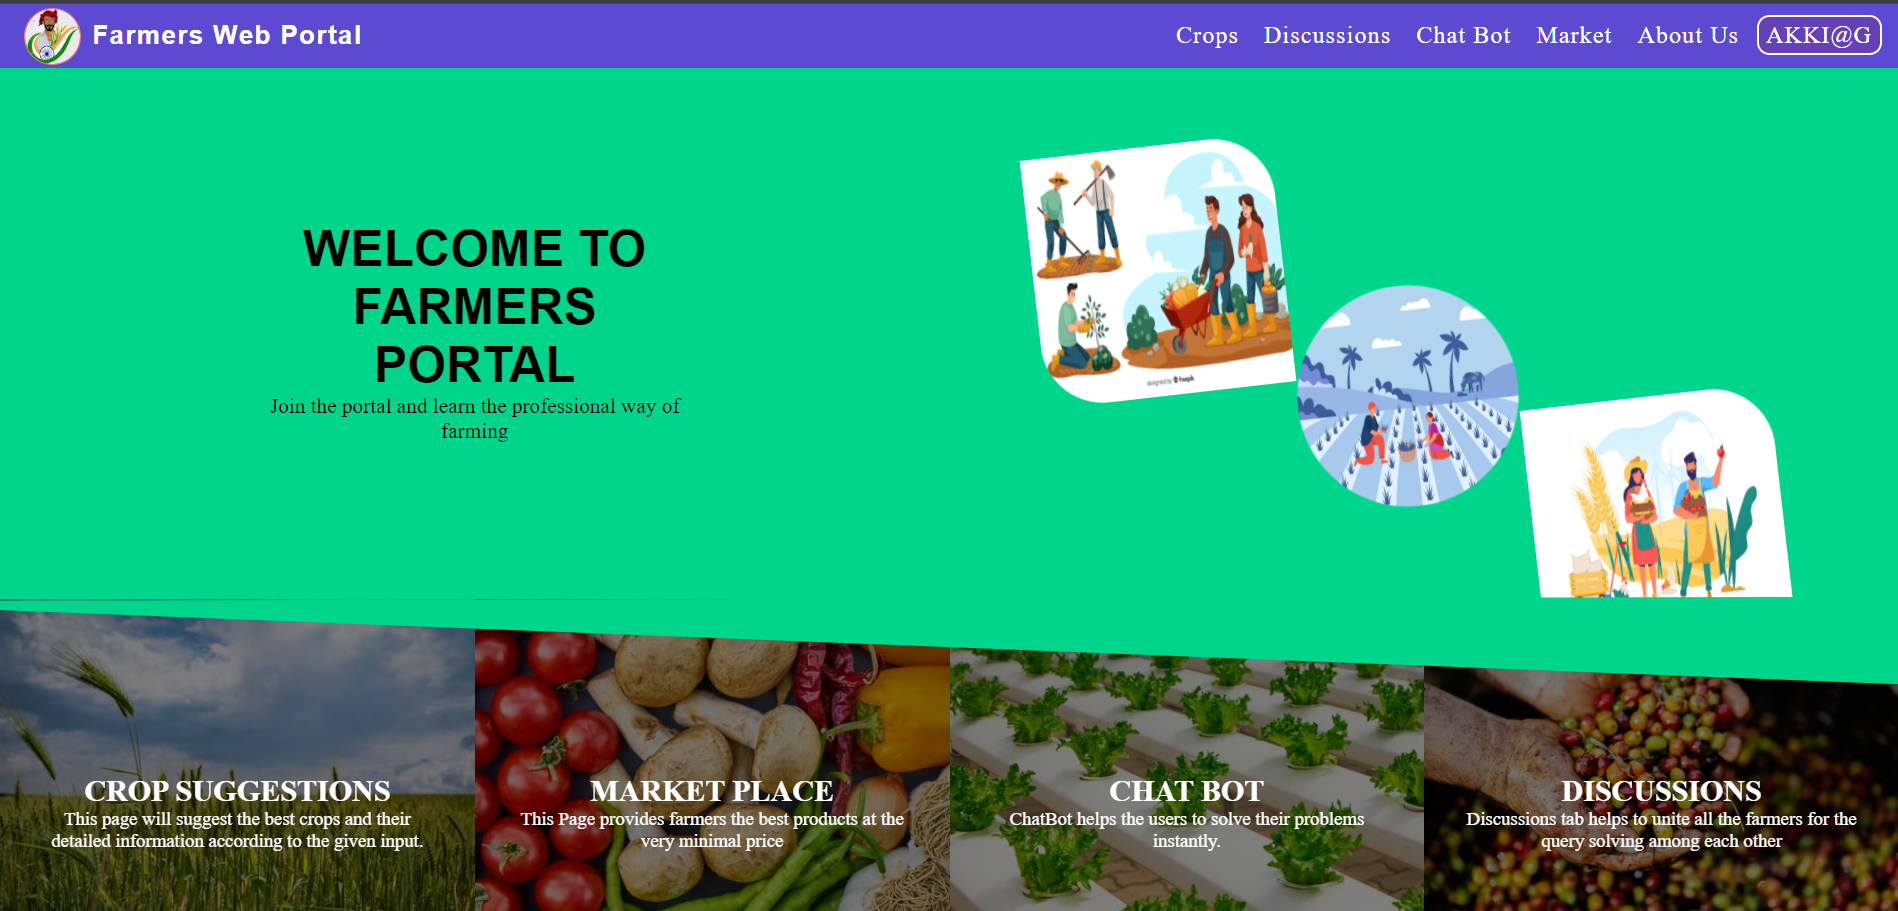 Farmers Web Portal
Crops Discussions Chat Bot Market About Us AKKI@G
WELCOME TO
FARMERS
PORTAL
Join the portal and learn the professional way of
farming
designed by freepik
CROP SUGGESTIONS
This page will suggest the best crops and their
detailed information according to the given input.
MARKET PLACE
This Page provides farmers the best products at the
very minimal price
CHAT BOT
ChatBot helps the users to solve their problems
instantly.
DISCUSSIONS
Discussions tab helps to unite all the farmers for the
query solving among each other